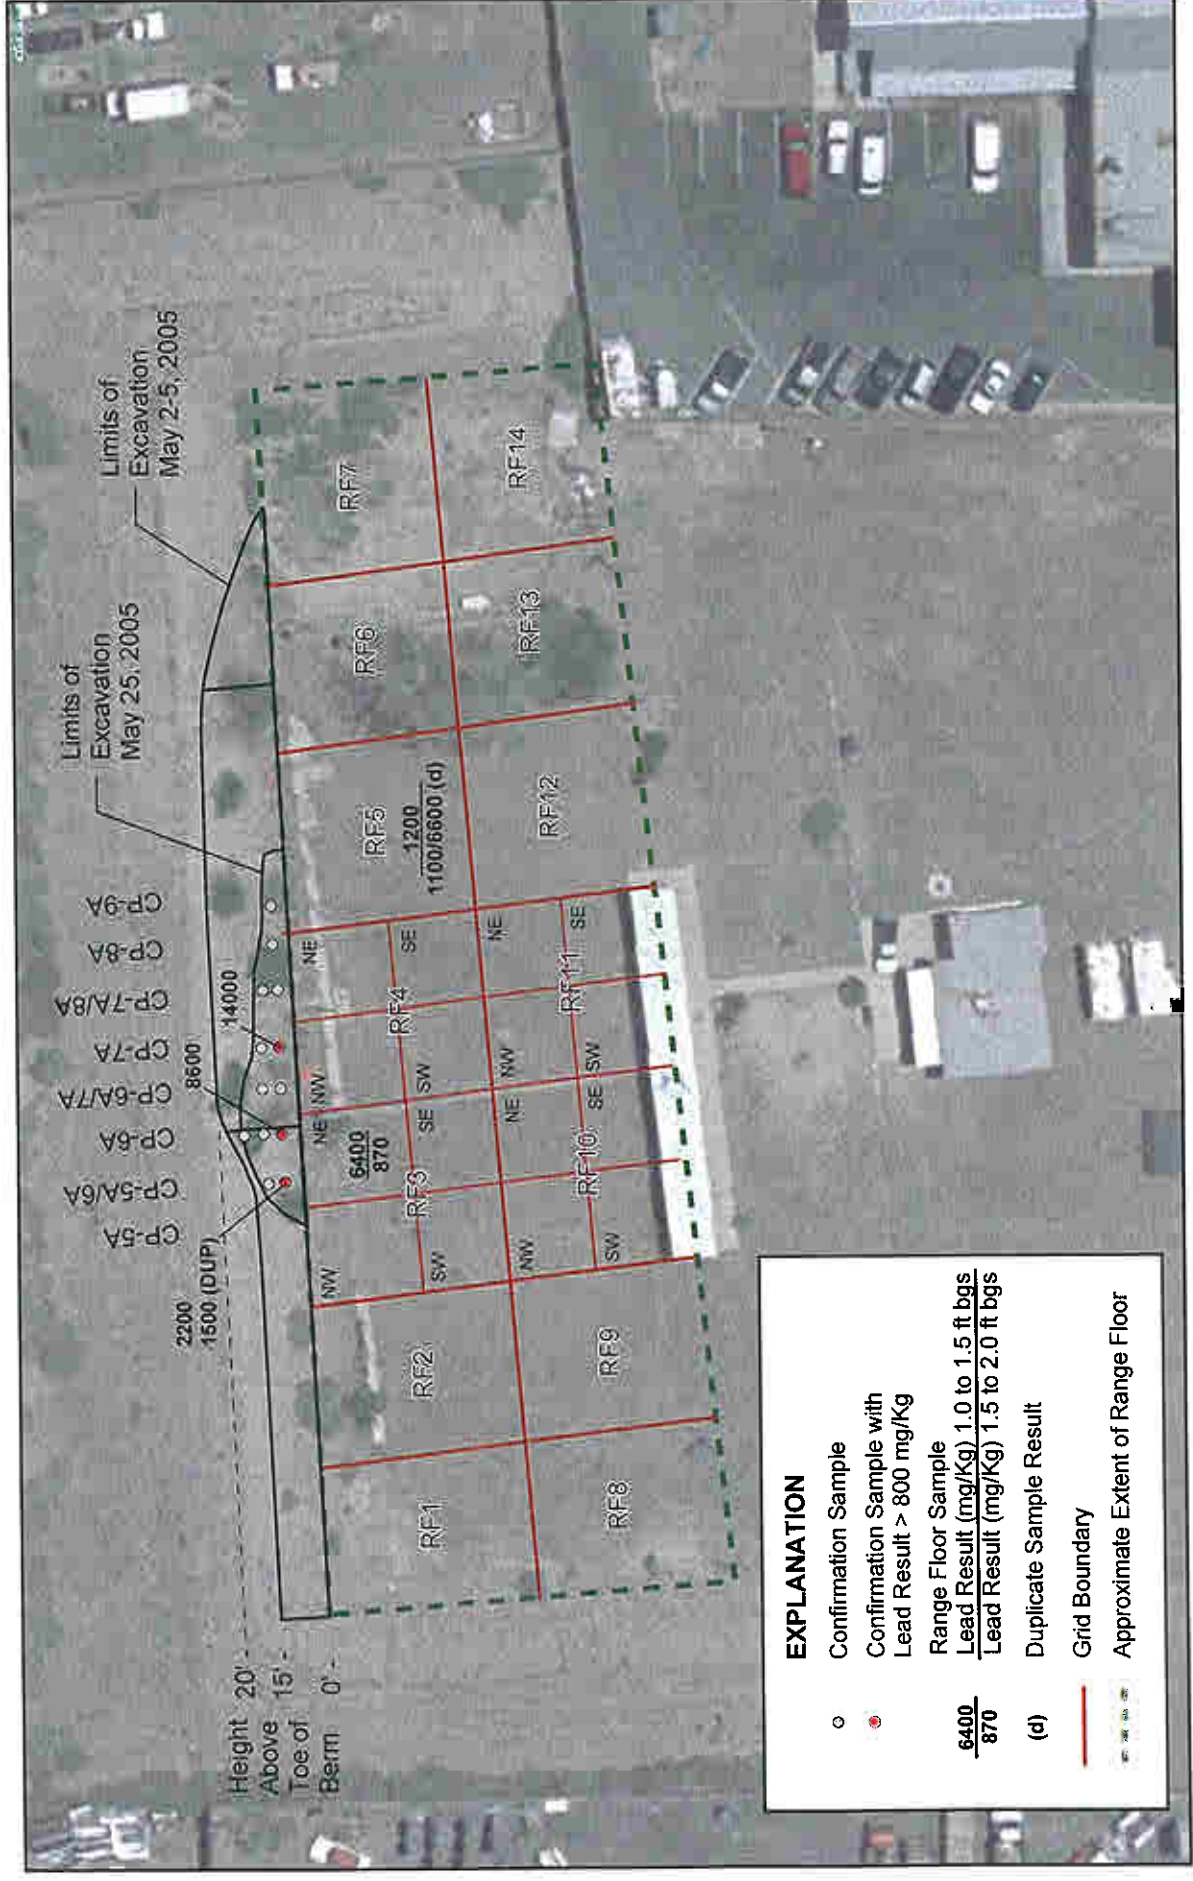 Limits of
Excavation
May 2-5, 2005
Limits of
Excavation
May 25, 2005
CP-5A
CP-5A/6A
CP-6A
CP-6A/7A
CP-7A
CP-7A/8A
CP-8A
CP-9A
2200
1500 (DUP)
8600
14000
Height 20'-
Above 15'-
Toe of
Berm 0'-
RF1
RF2
RF3
NW
NE
SW
SE
6400
870
RF4
NW
NE
SW
SE
RF5
1200
1100/6600 (d)
RF6
RF7
RF8
RF9
RF10
NW
NE
SW
SE
RF11
NW
NE
SW
SE
RF12
RF13
RF14
EXPLANATION
Confirmation Sample
Confirmation Sample with
Lead Result > 800 mg/Kg
Range Floor Sample
6400 Lead Result (mg/Kg) 1.0 to 1.5 ft bgs
870 Lead Result (mg/Kg) 1.5 to 2.0 ft bgs
(d) Duplicate Sample Result
Grid Boundary
Approximate Extent of Range Floor